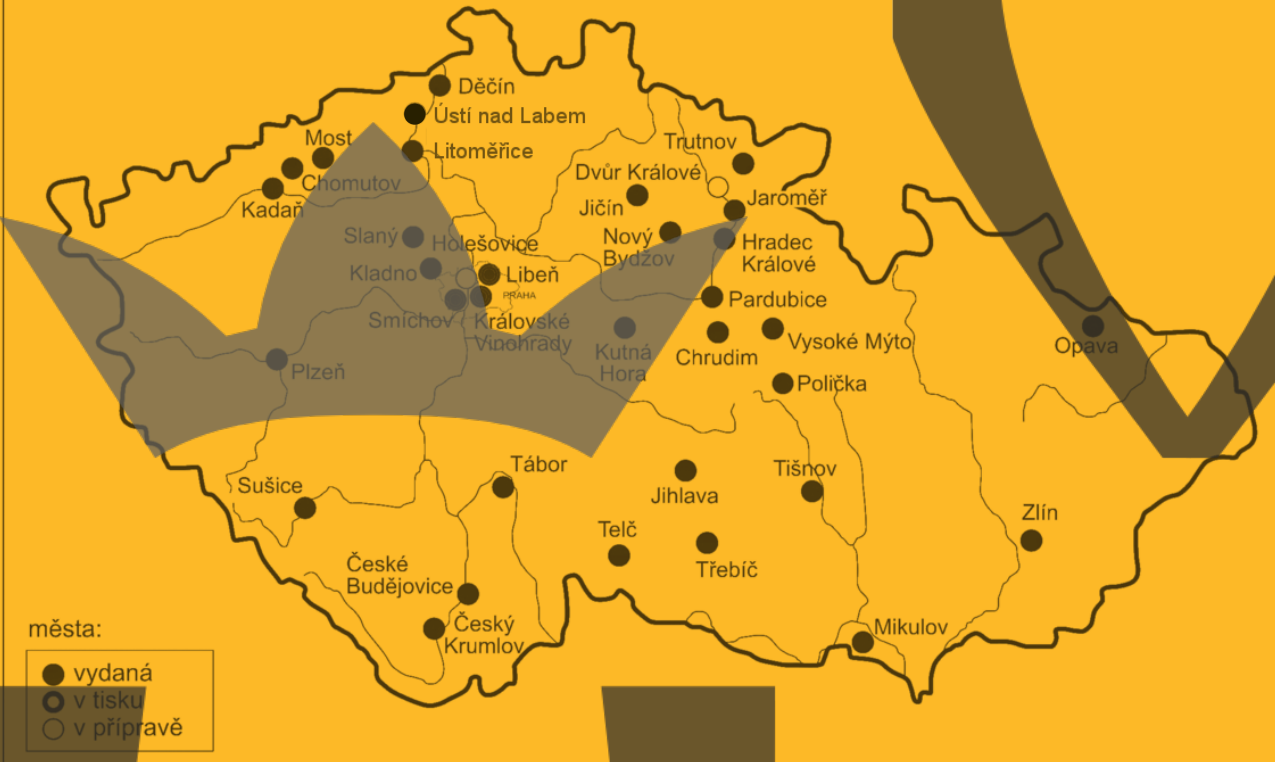 Děčín
Ústí nad Labem
Litoměřice
Most
Chomutov
Kadaň
Trutnov
Dvůr Králové
Jaroměř
Jičín
Nový
Bydžov
Hradec
Králové
Slaný
Holešovice
Kladno
Libeň
PRAHA
Smíchov
Královské
Vinohrady
Pardubice
Kutná
Hora
Chrudim
Vysoké Mýto
Opava
Plzeň
Polička
Tábor
Sušice
Jihlava
Tišnov
Zlín
Telč
Třebíč
České
Budějovice
Český
Krumlov
Mikulov
města:
vydaná
v tisku
v přípravě